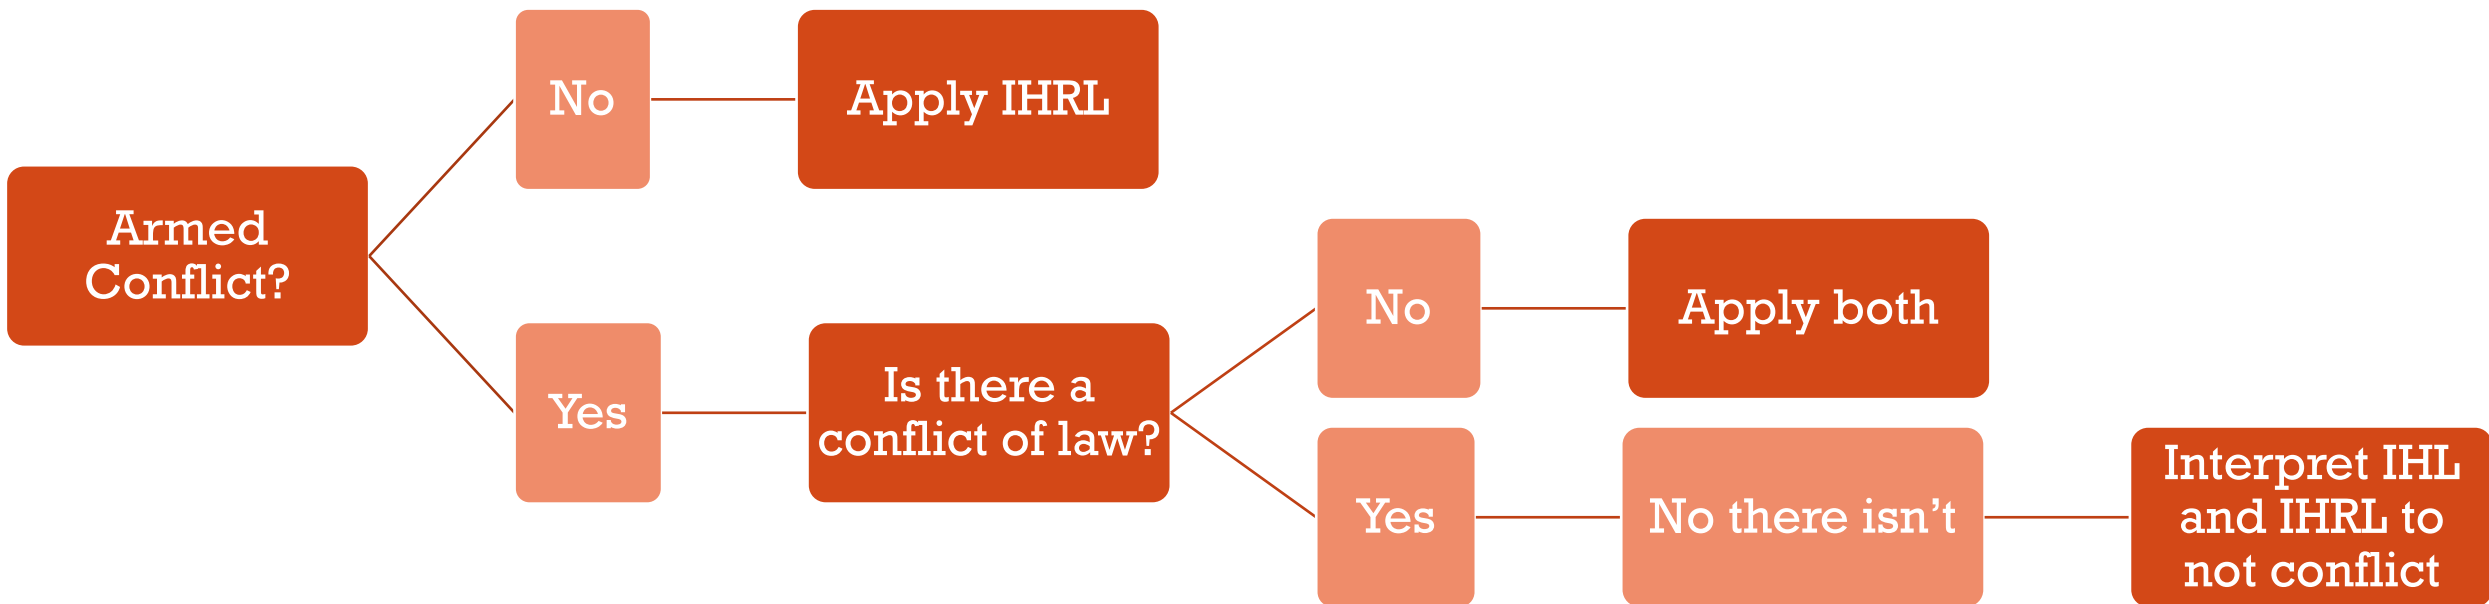 No
Apply IHRL
Armed
Conflict?
Yes
Is there a
conflict of law?
No
Apply both
Yes
No there isn’t
Interpret IHL
and IHRL to
not conflict